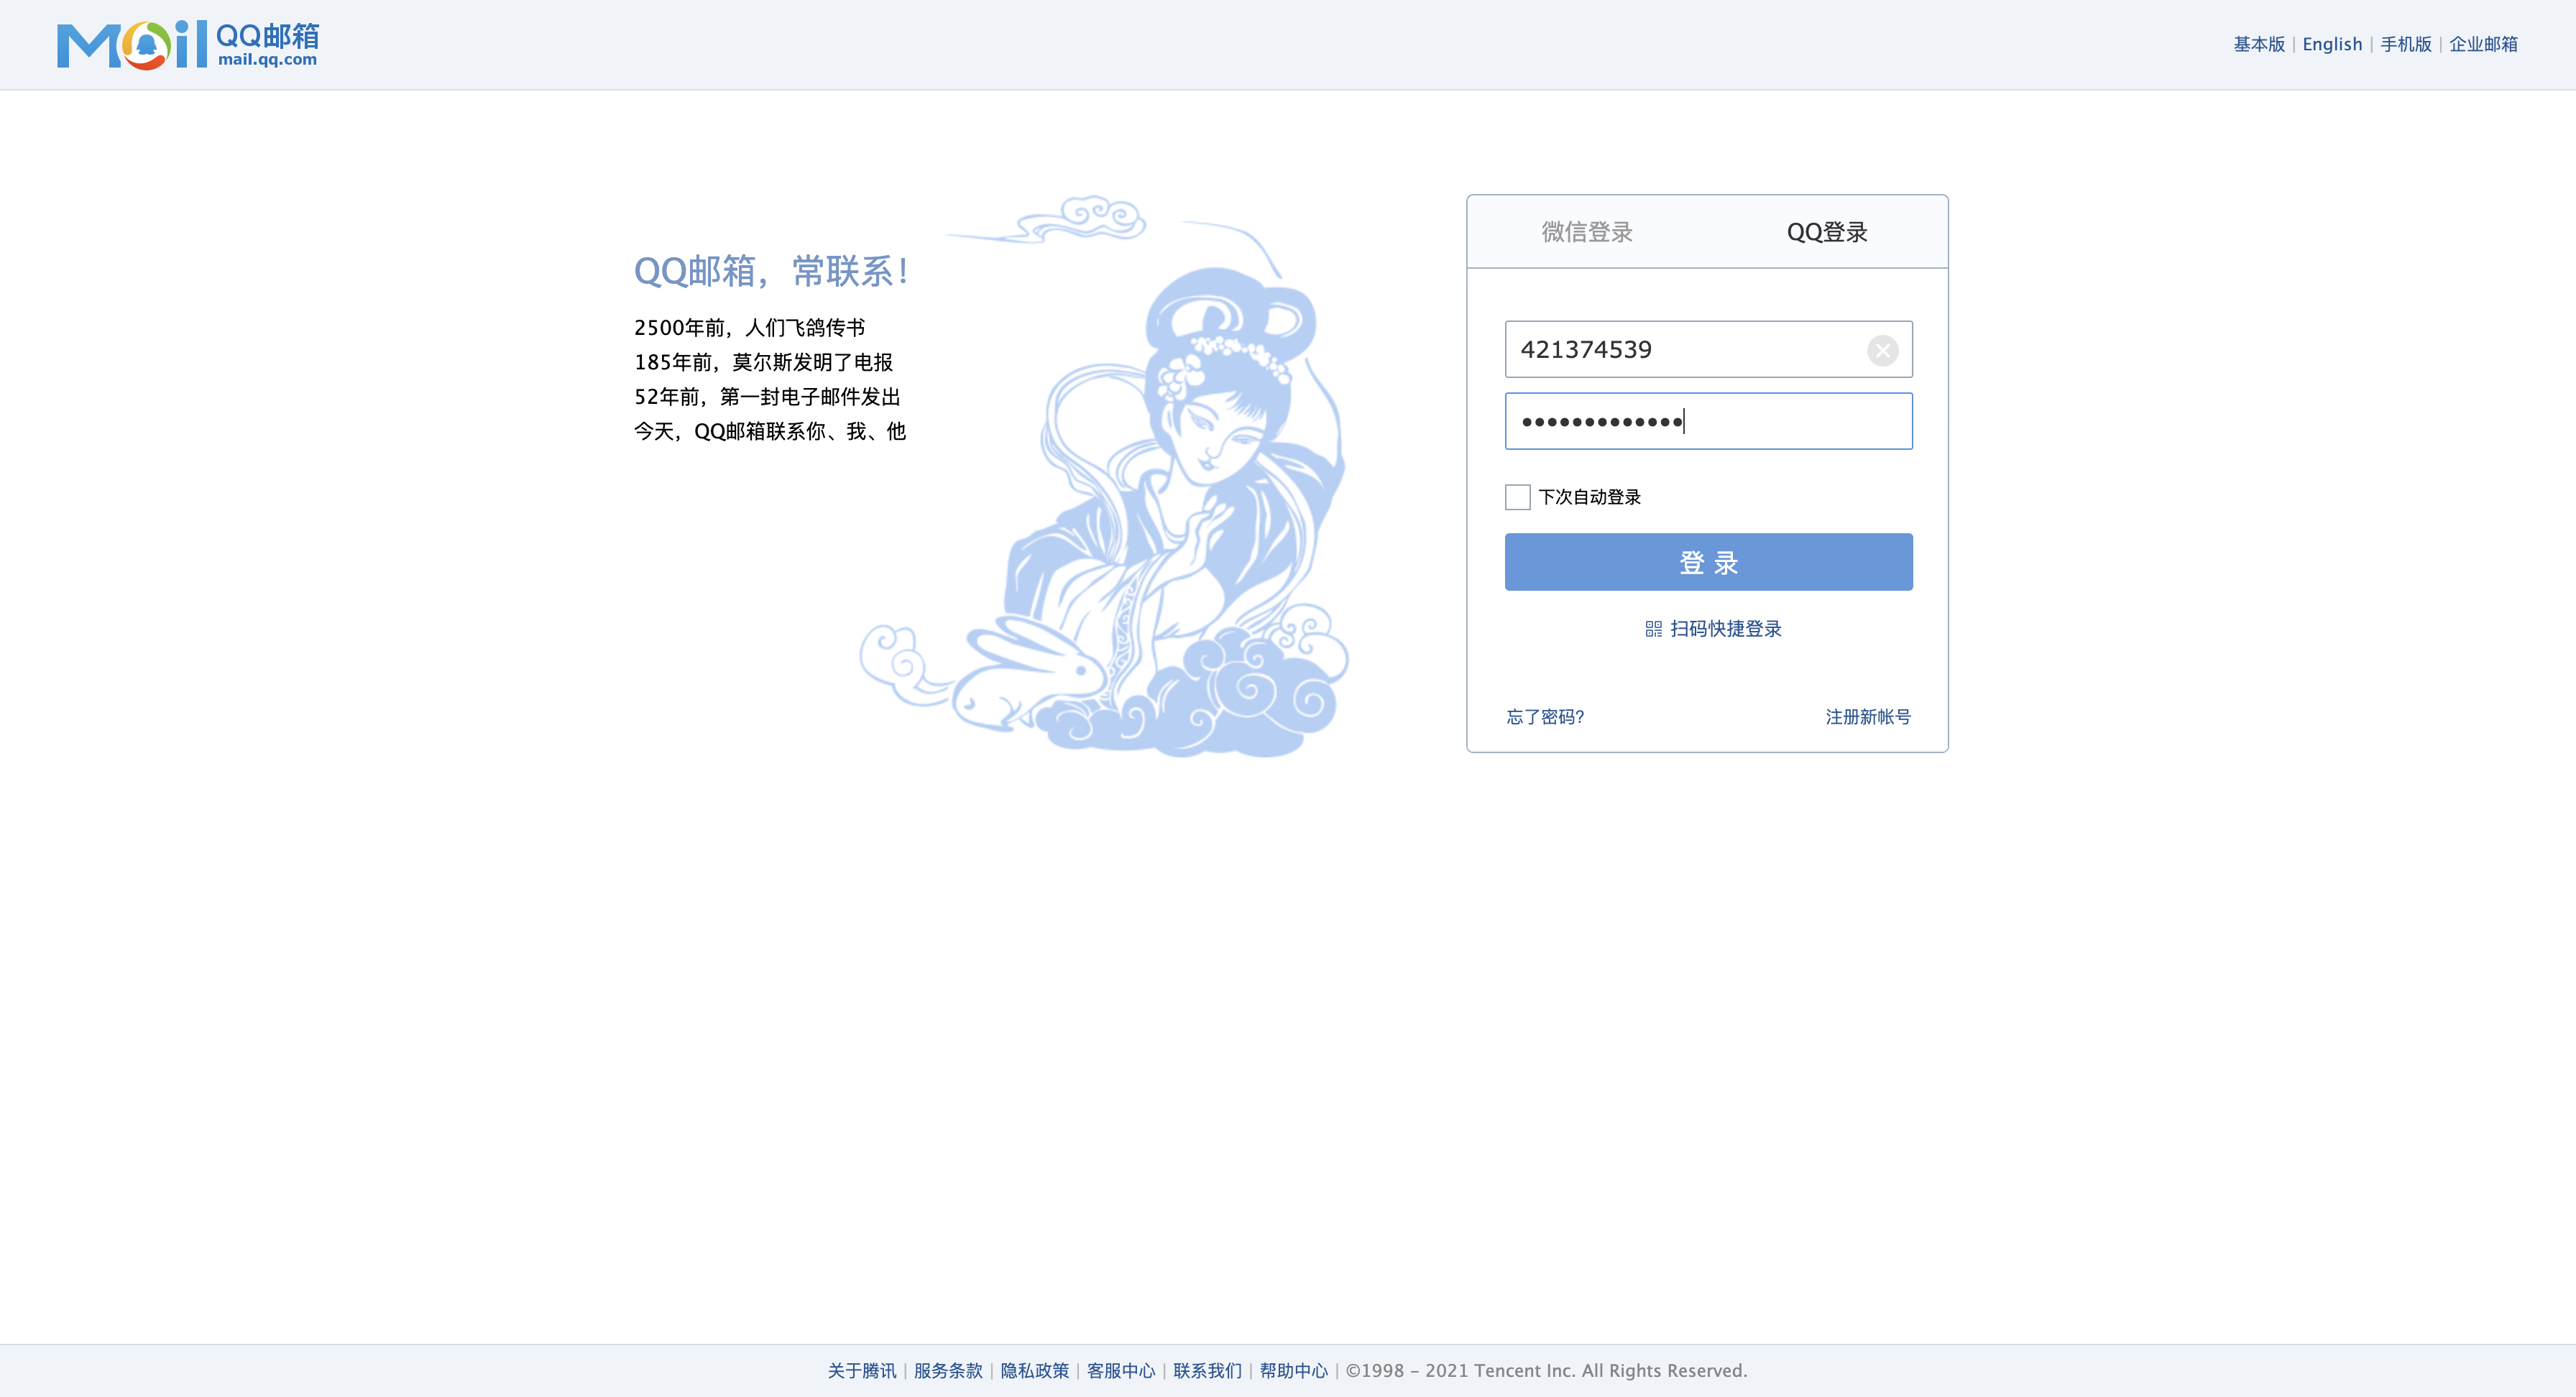 Mail QQ邮箱
mail.qq.com
基本版 | English | 手机版 | 企业邮箱
QQ邮箱，常联系！
2500年前，人们飞鸽传书
185年前，莫尔斯发明了电报
52年前，第一封电子邮件发出
今天，QQ邮箱联系你、我、他
微信登录 QQ登录
421374539
•••••••••••••
下次自动登录
登 录
扫码快捷登录
忘了密码? 注册新帐号
关于腾讯 | 服务条款 | 隐私政策 | 客服中心 | 联系我们 | 帮助中心 | ©1998 - 2021 Tencent Inc. All Rights Reserved.